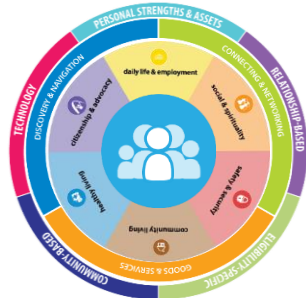 PERSONAL STRENGTHS & ASSETS
RELATIONSHIP-BASED
ELIGIBILITY-SPECIFIC
COMMUNITY-BASED
TECHNOLOGY
DISCOVERY & NAVIGATION
CONNECTING & NETWORKING
GOODS & SERVICES
daily life & employment
social & spirituality
safety & security
community living
healthy living
citizenship & advocacy